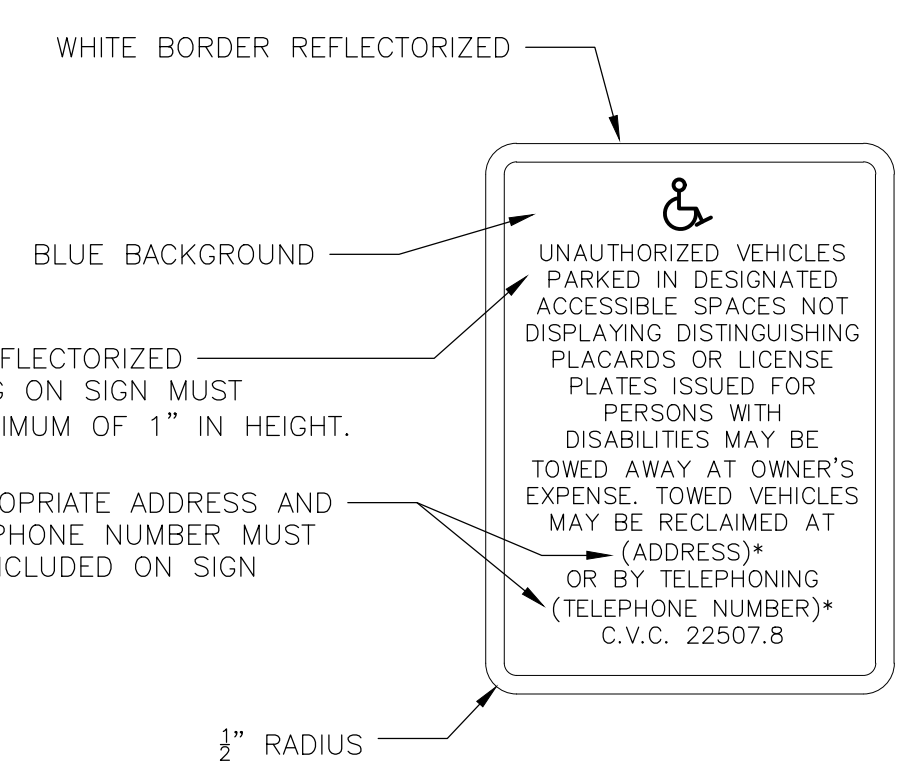 WHITE BORDER REFLECTORIZED
BLUE BACKGROUND
ON SIGN MUST
OF 1” IN HEIGHT.
ADDRESS AND
NUMBER MUST
ON SIGN
½” RADIUS
UNAUTHORIZED VEHICLES
PARKED IN DESIGNATED
ACCESSIBLE SPACES NOT
DISPLAYING DISTINGUISHING
PLACARDS OR LICENSE
PLATES ISSUED FOR
PERSONS WITH
DISABILITIES MAY BE
TOWED AWAY AT OWNER’S
EXPENSE. TOWED VEHICLES
MAY BE RECLAIMED AT
(ADDRESS)*
OR BY TELEPHONING
(TELEPHONE NUMBER)*
C.V.C. 22507.8